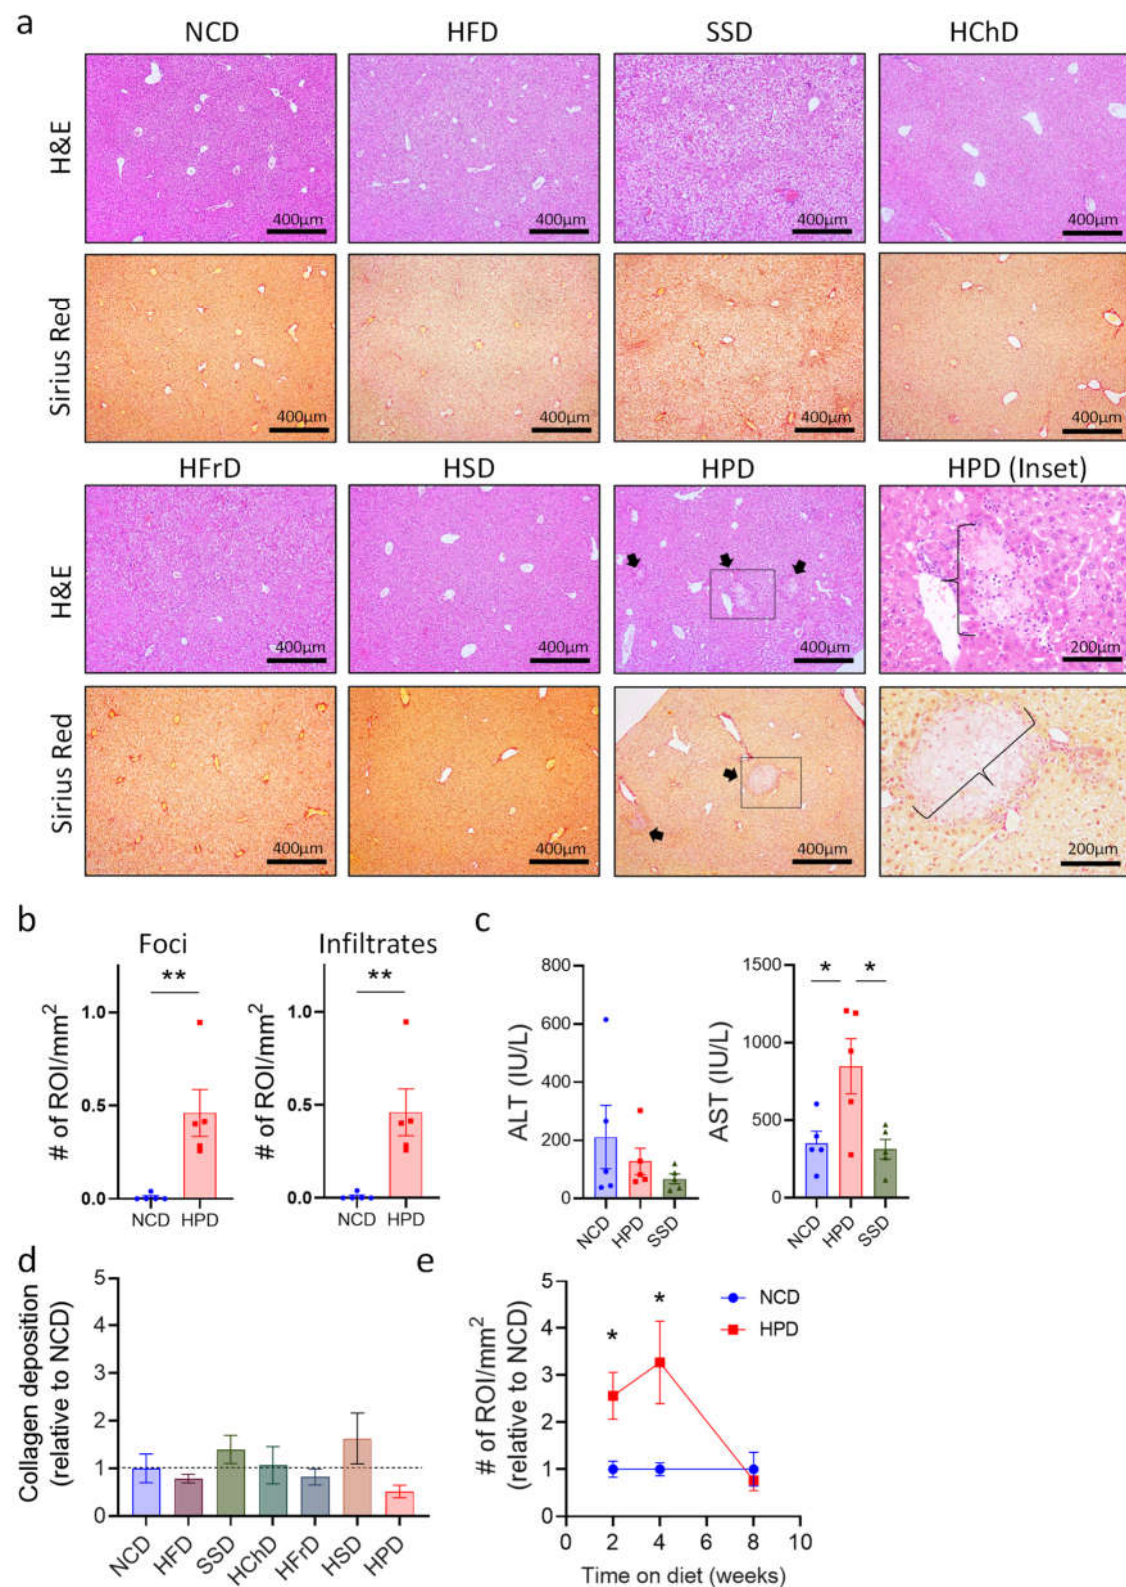 a
NCD HFD SSD HChD
H&E
400µm 400µm 400µm 400µm
Sirius Red
400µm 400µm 400µm 400µm
HFrD HSD HPD HPD (Inset)
H&E
400µm 400µm 400µm 200µm
Sirius Red
400µm 400µm 400µm 200µm
b
Foci Infiltrates
# of ROI/mm²
1.0
0.5
0.0
**
NCD HPD
# of ROI/mm²
1.0
0.5
0.0
**
NCD HPD
c
ALT (IU/L)
800
600
400
200
0
NCD HPD SSD
AST (IU/L)
1500
1000
500
0
* *
NCD HPD SSD
d
Collagen deposition
(relative to NCD)
5
4
3
2
1
0
NCD HFD SSD HChD HFrD HSD HPD
e
# of ROI/mm²
(relative to NCD)
5
4
3
2
1
0
* *
NCD
HPD
0 2 4 6 8 10
Time on diet (weeks)